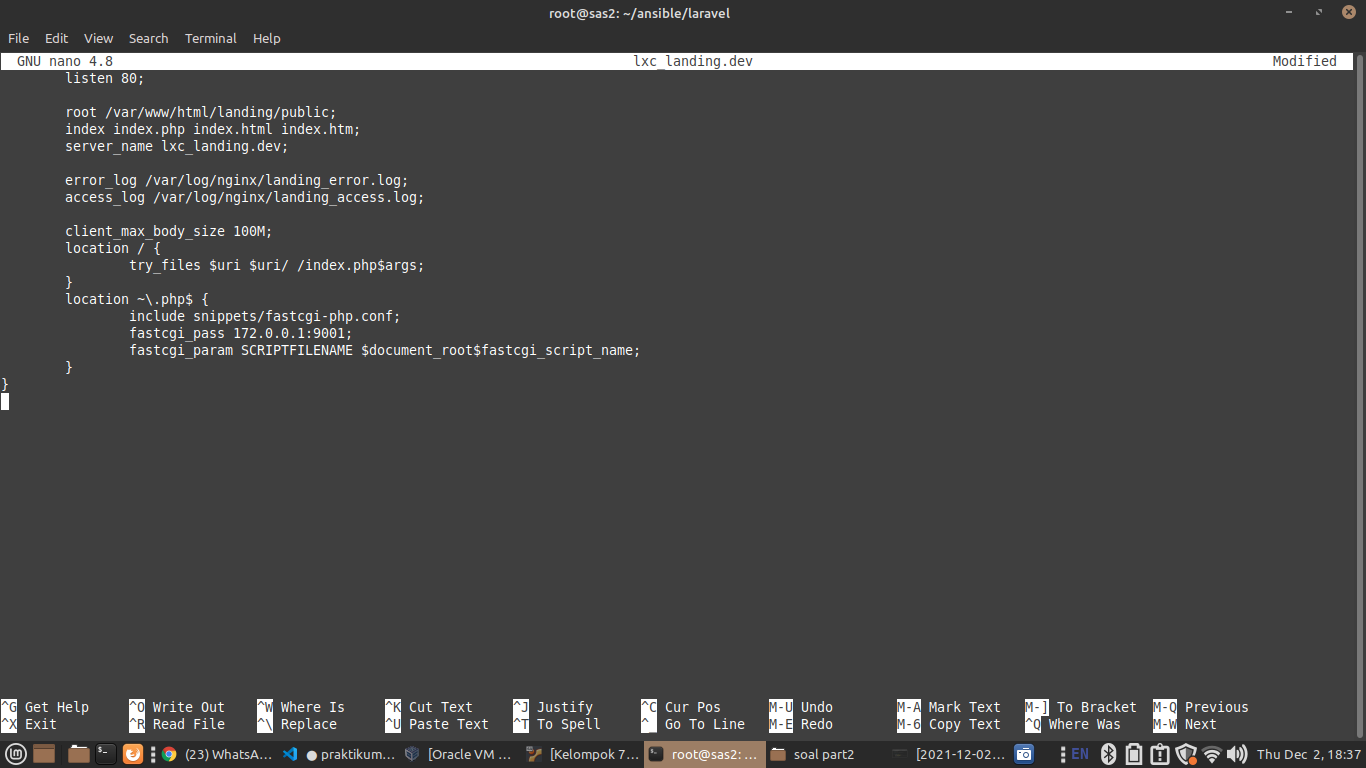 root@sas2: ~/ansible/laravel
File Edit View Search Terminal Help
GNU nano 4.8 lxc_landing.dev Modified
listen 80;
root /var/www/html/landing/public;
index index.php index.html index.htm;
server_name lxc_landing.dev;
error_log /var/log/nginx/landing_error.log;
access_log /var/log/nginx/landing_access.log;
client_max_body_size 100M;
location / {
try_files $uri $uri/ /index.php$args;
}
location ~\.php$ {
include snippets/fastcgi-php.conf;
fastcgi_pass 172.0.0.1:9001;
fastcgi_param SCRIPTFILENAME $document_root$fastcgi_script_name;
}
}
^G Get Help ^O Write Out ^W Where Is ^K Cut Text ^J Justify ^C Cur Pos M-U Undo M-A Mark Text M-] To Bracket M-Q Previous
^X Exit ^R Read File ^\ Replace ^U Paste Text ^T To Spell ^_ Go To Line M-E Redo M-6 Copy Text ^Q Where Was M-W Next
(23) WhatsA... ● praktikum... [Oracle VM ... [Kelompok 7... root@sas2: ... soal part2 [2021-12-02... EN Thu Dec 2, 18:37